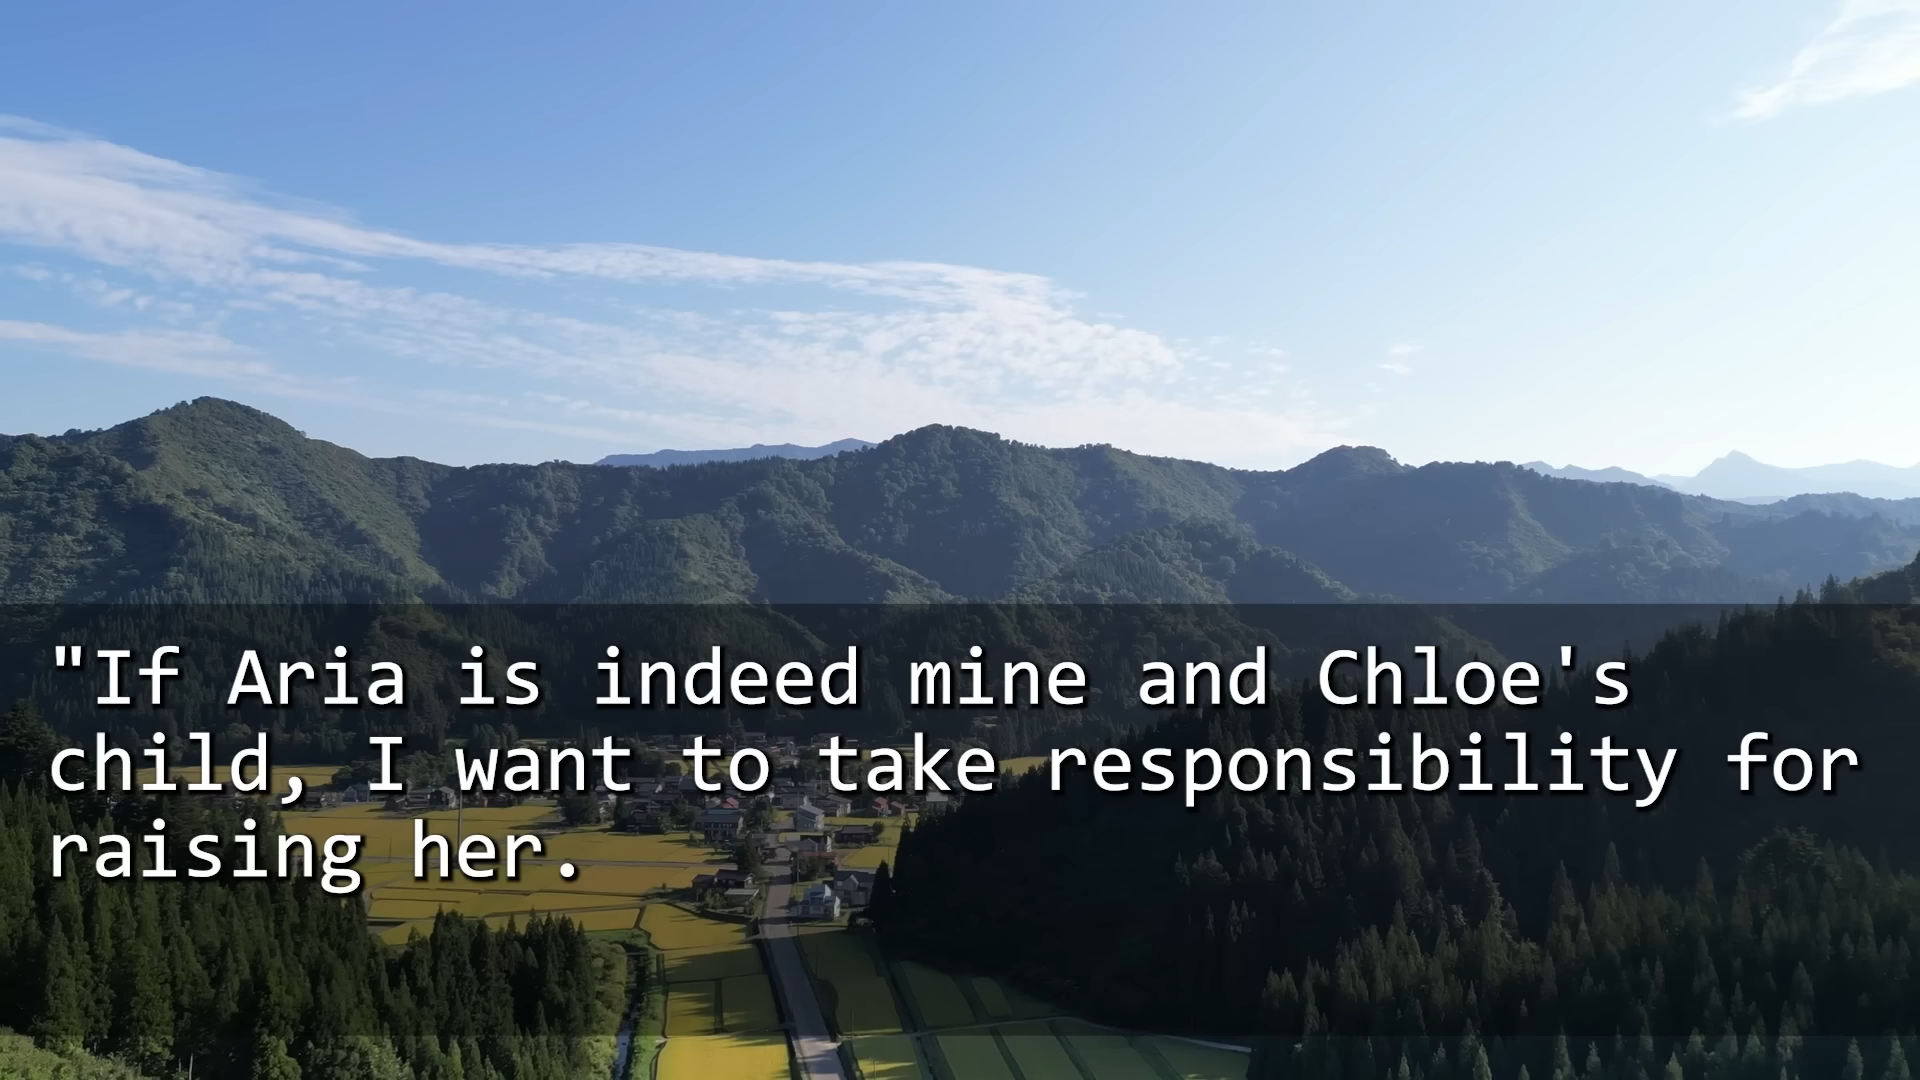 "If Aria is indeed mine and Chloe's
child, I want to take responsibility for
raising her.